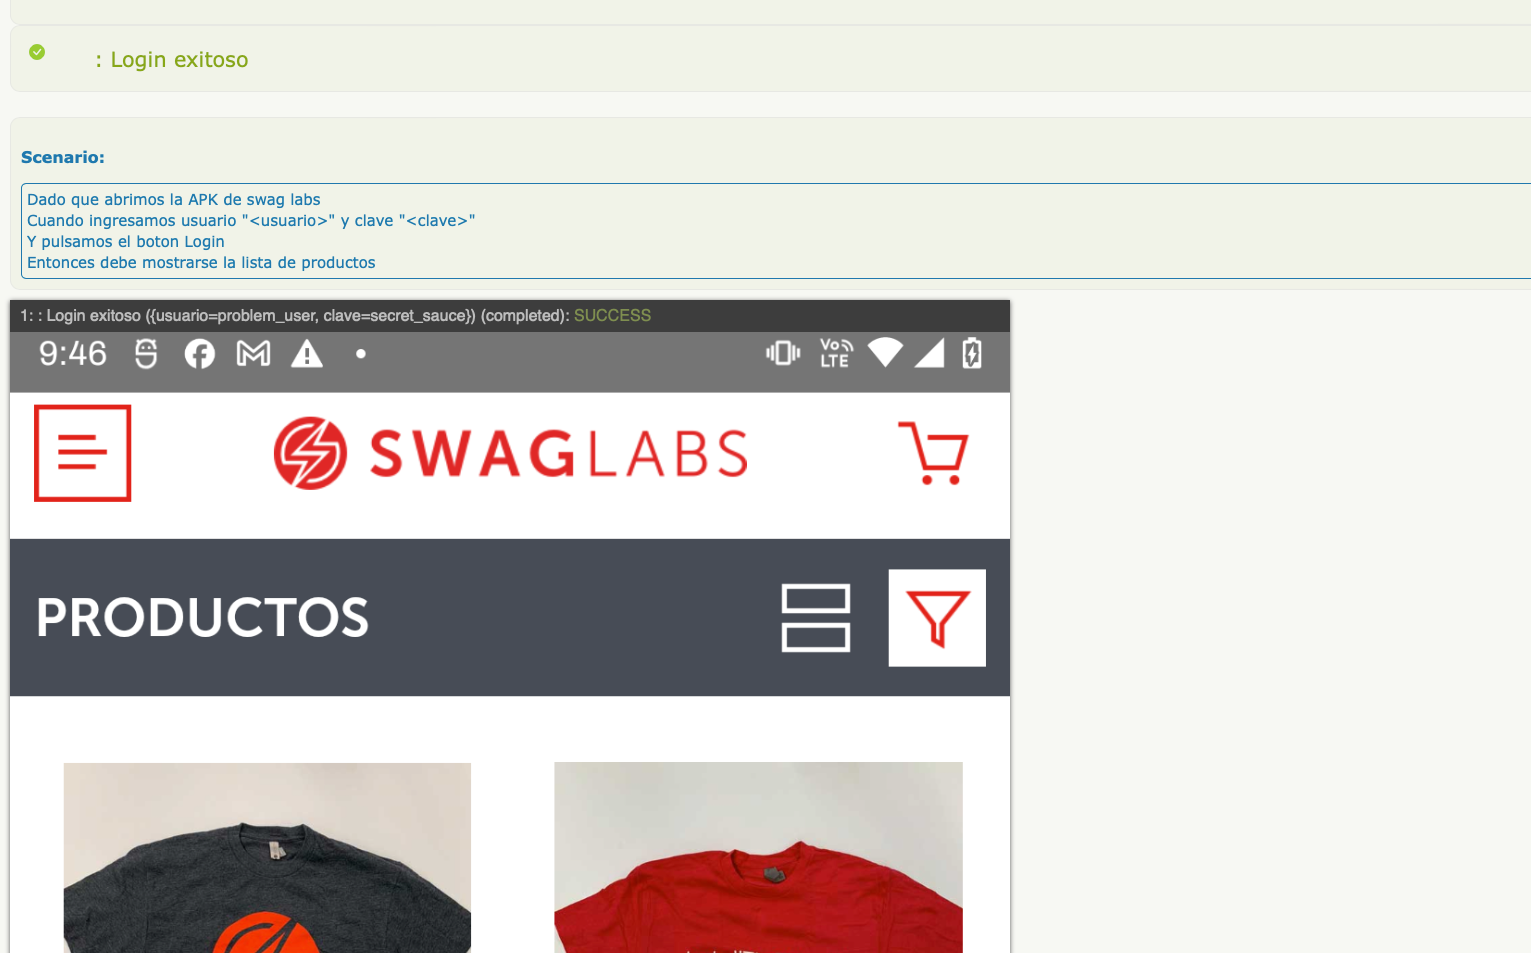 : Login exitoso
Scenario:
Dado que abrimos la APK de swag labs
Cuando ingresamos usuario "<usuario>" y clave "<clave>"
Y pulsamos el boton Login
Entonces debe mostrarse la lista de productos
1: : Login exitoso ({usuario=problem_user, clave=secret_sauce}) (completed): SUCCESS
9:46
Vo LTE
SWAGLABS
PRODUCTOS